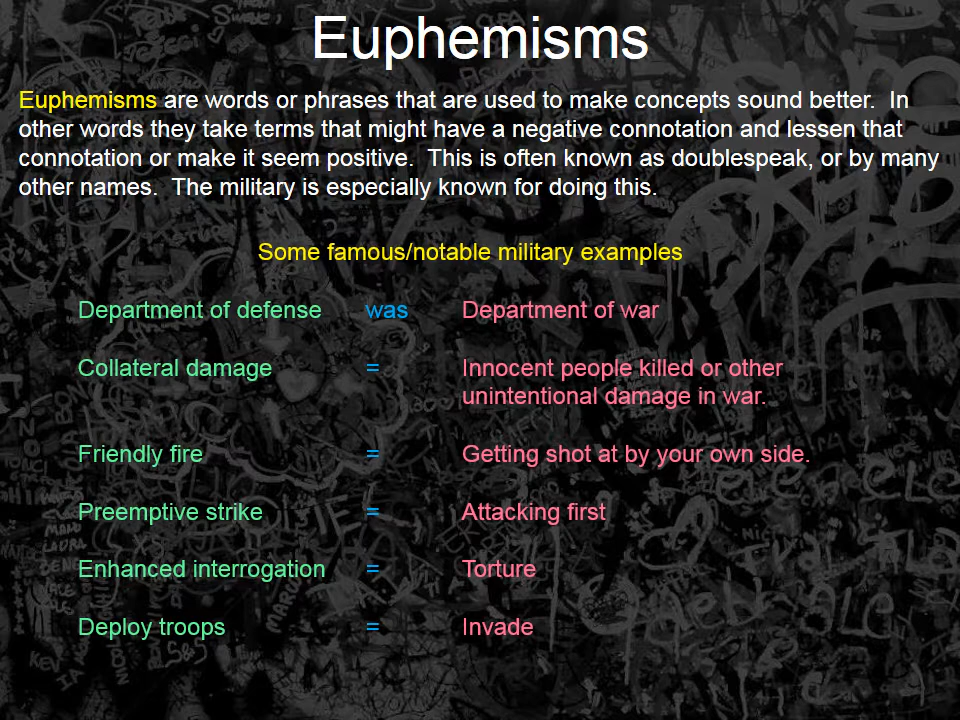 Euphemisms
Euphemisms are words or phrases that are used to make concepts sound better.  In
other words they take terms that might have a negative connotation and lessen that
connotation or make it seem positive.  This is often known as doublespeak, or by many
other names.  The military is especially known for doing this.
Some famous/notable military examples
Department of defense was Department of war
Collateral damage = Innocent people killed or other
unintentional damage in war.
Friendly fire = Getting shot at by your own side.
Preemptive strike = Attacking first
Enhanced interrogation = Torture
Deploy troops = Invade